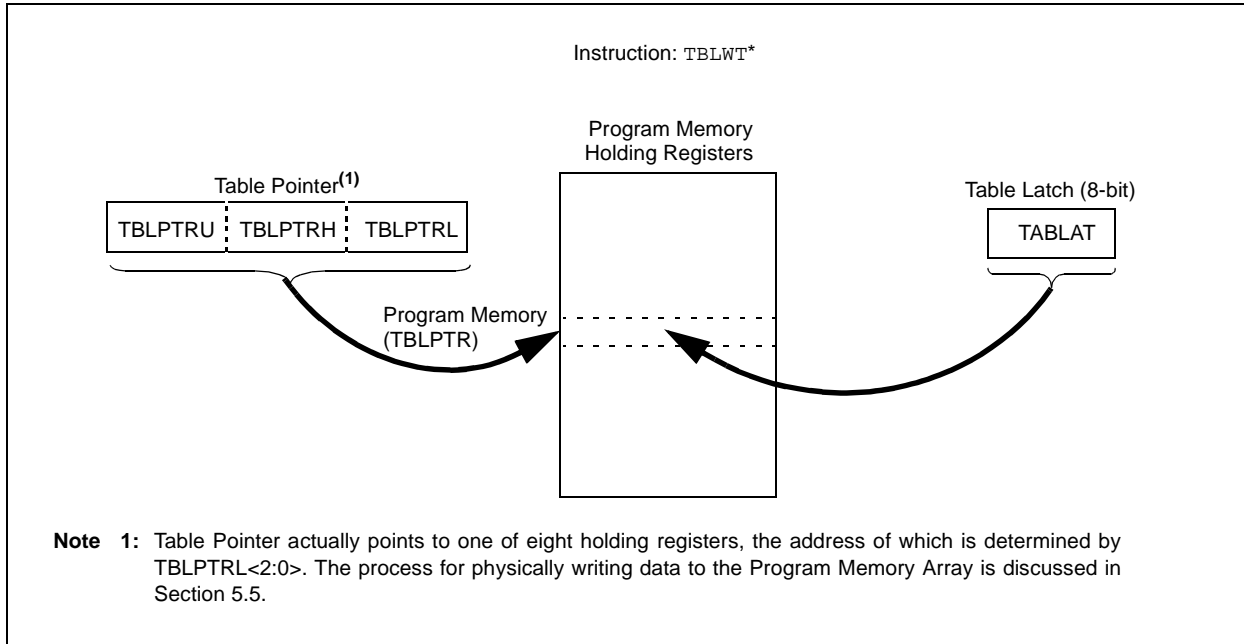 Instruction: TBLWT*
Program Memory
Holding Registers
Table Pointer(1)
Table Latch (8-bit)
TBLPTRU TBLPTRH TBLPTRL
TABLAT
Program Memory
(TBLPTR)
Note 1: Table Pointer actually points to one of eight holding registers, the address of which is determined by
TBLPTRL<2:0>. The process for physically writing data to the Program Memory Array is discussed in
Section 5.5.